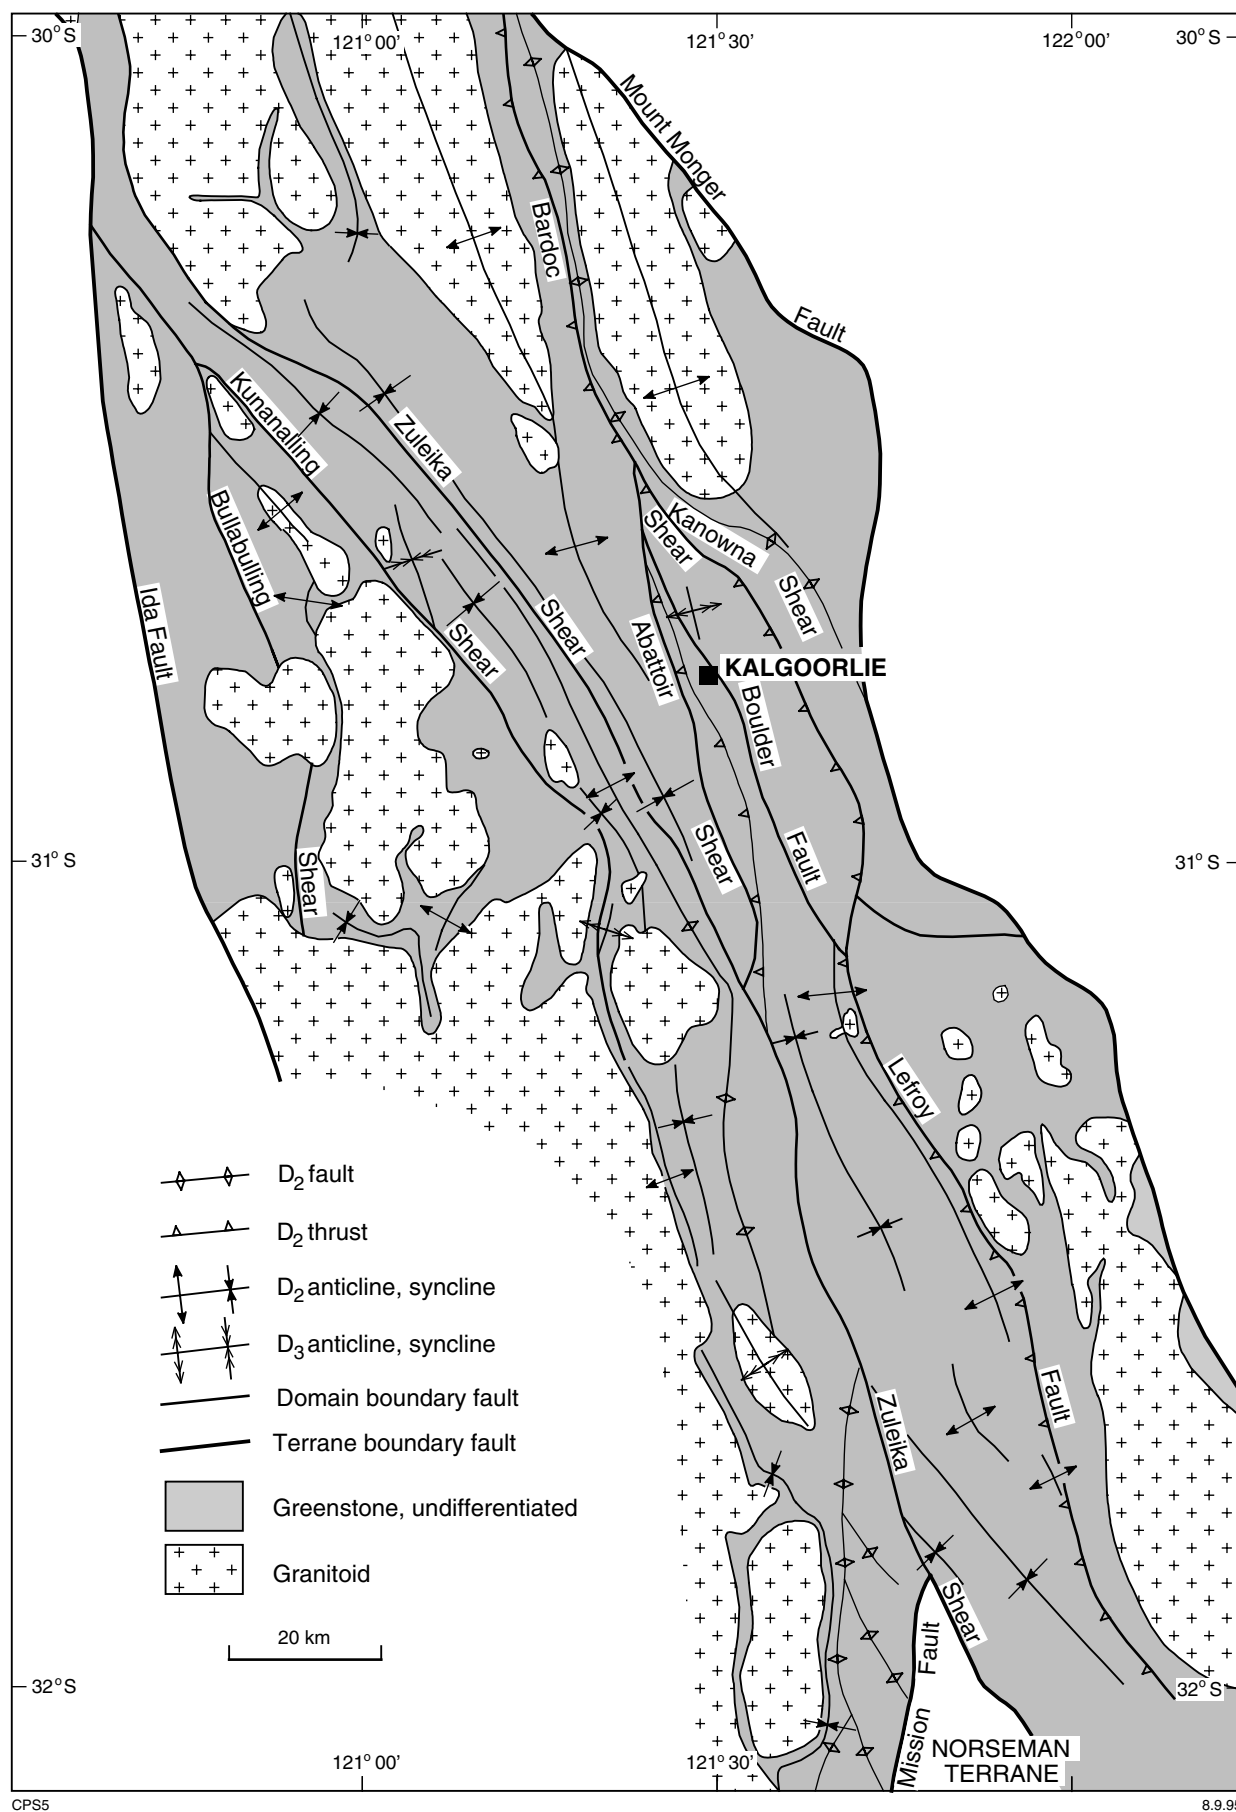 30° S
121° 00'
121° 30'
122° 00'
30° S
Mount Monger
Fault
Bardoc
Kunanalling
Zuleika
Bullabulling
Shear
Kanowna
Shear
Ida Fault
Shear
Shear
Abattoir
KALGOORLIE
Boulder
31° S
Shear
Shear
Fault
31° S
Lefroy
D2 fault
D2 thrust
D2 anticline, syncline
D3 anticline, syncline
Domain boundary fault
Terrane boundary fault
Greenstone, undifferentiated
Granitoid
20 km
Zuleika
Fault
Shear
Fault
Mission
32° S
32° S
121° 00'
121° 30'
NORSEMAN
TERRANE
CPS5
8.9.95